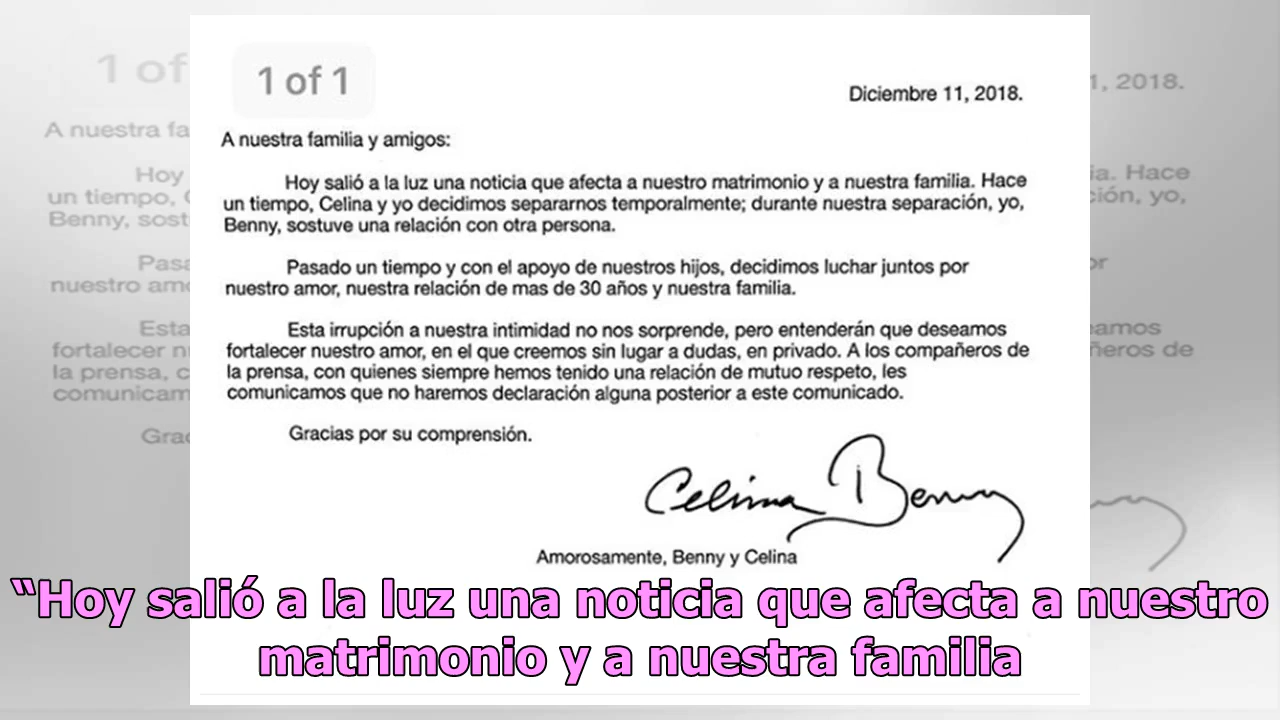 1 of 1
Diciembre 11, 2018.
A nuestra familia y amigos:
Hoy salió a la luz una noticia que afecta a nuestro matrimonio y a nuestra familia. Hace
un tiempo, Celina y yo decidimos separarnos temporalmente; durante nuestra separación, yo,
Benny, sostuve una relación con otra persona.
Pasado un tiempo y con el apoyo de nuestros hijos, decidimos luchar juntos por
nuestro amor, nuestra relación de mas de 30 años y nuestra familia.
Esta irrupción a nuestra intimidad no nos sorprende, pero entenderán que deseamos
fortalecer nuestro amor, en el que creemos sin lugar a dudas, en privado. A los compañeros de
la prensa, con quienes siempre hemos tenido una relación de mutuo respeto, les
comunicamos que no haremos declaración alguna posterior a este comunicado.
Gracias por su comprensión.
Celina Benny
Amorosamente, Benny y Celina
“Hoy salió a la luz una noticia que afecta a nuestro
matrimonio y a nuestra familia